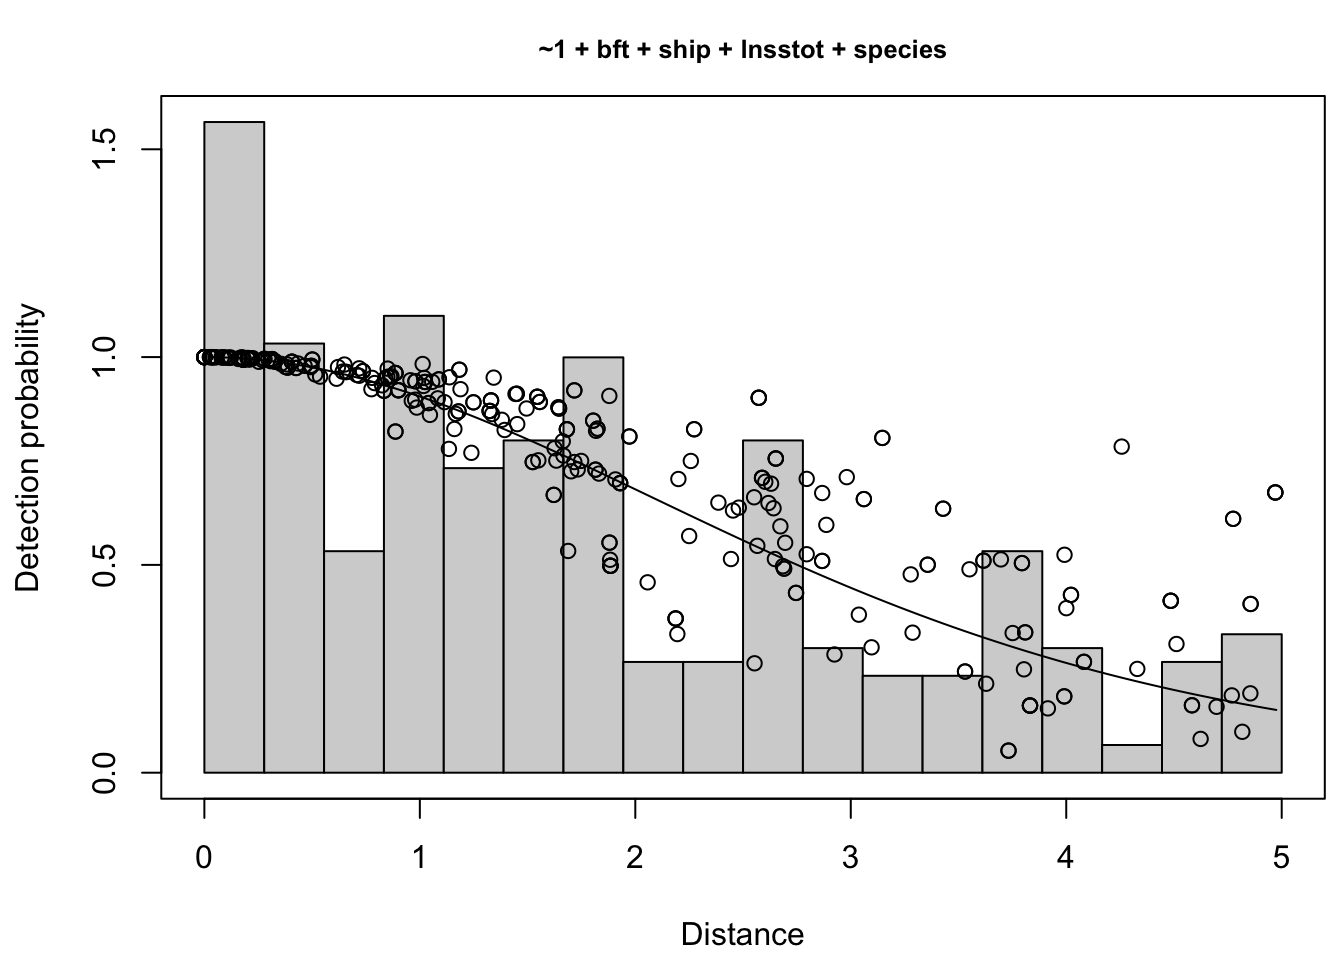 ~1 + bft + ship + lnsstot + species
Detection probability
1.5
1.0
0.5
0.0
0 1 2 3 4 5
Distance